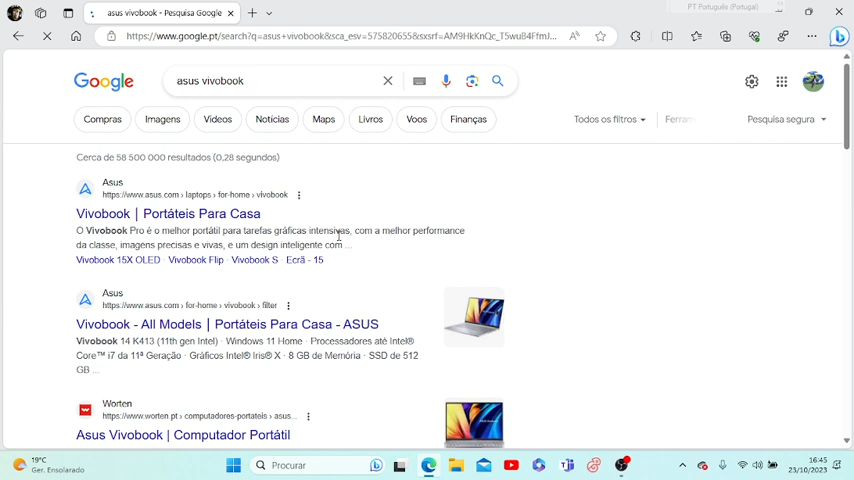 PT Português (Portugal)
asus vivobook - Pesquisa Google
https://www.google.pt/search?q=asus+vivobook&sca_esv=575820655&sxsrf=AM9HkKnQc_T5wuB4FfmJ...
Google
asus vivobook
Compras
Imagens
Vídeos
Notícias
Maps
Livros
Voos
Finanças
Todos os filtros
Ferram
Pesquisa segura
Cerca de 58 500 000 resultados (0,28 segundos)
Asus
https://www.asus.com › laptops › for-home › vivobook
Vivobook | Portáteis Para Casa
O Vivobook Pro é o melhor portátil para tarefas gráficas intensivas, com a melhor performance
da classe, imagens precisas e vivas, e um design inteligente com ...
Vivobook 15X OLED · Vivobook Flip · Vivobook S · Ecrã - 15
Asus
https://www.asus.com › for-home › vivobook › filter
Vivobook - All Models | Portáteis Para Casa - ASUS
Vivobook 14 K413 (11th gen Intel) · Windows 11 Home · Processadores até Intel®
Core™ i7 da 11ª Geração · Gráficos Intel® Iris® X · 8 GB de Memória · SSD de 512
GB ...
Worten
https://www.worten.pt › computadores-portateis › asus...
Asus Vivobook | Computador Portátil
19°C
Ger. Ensolarado
Procurar
16:45
23/10/2023